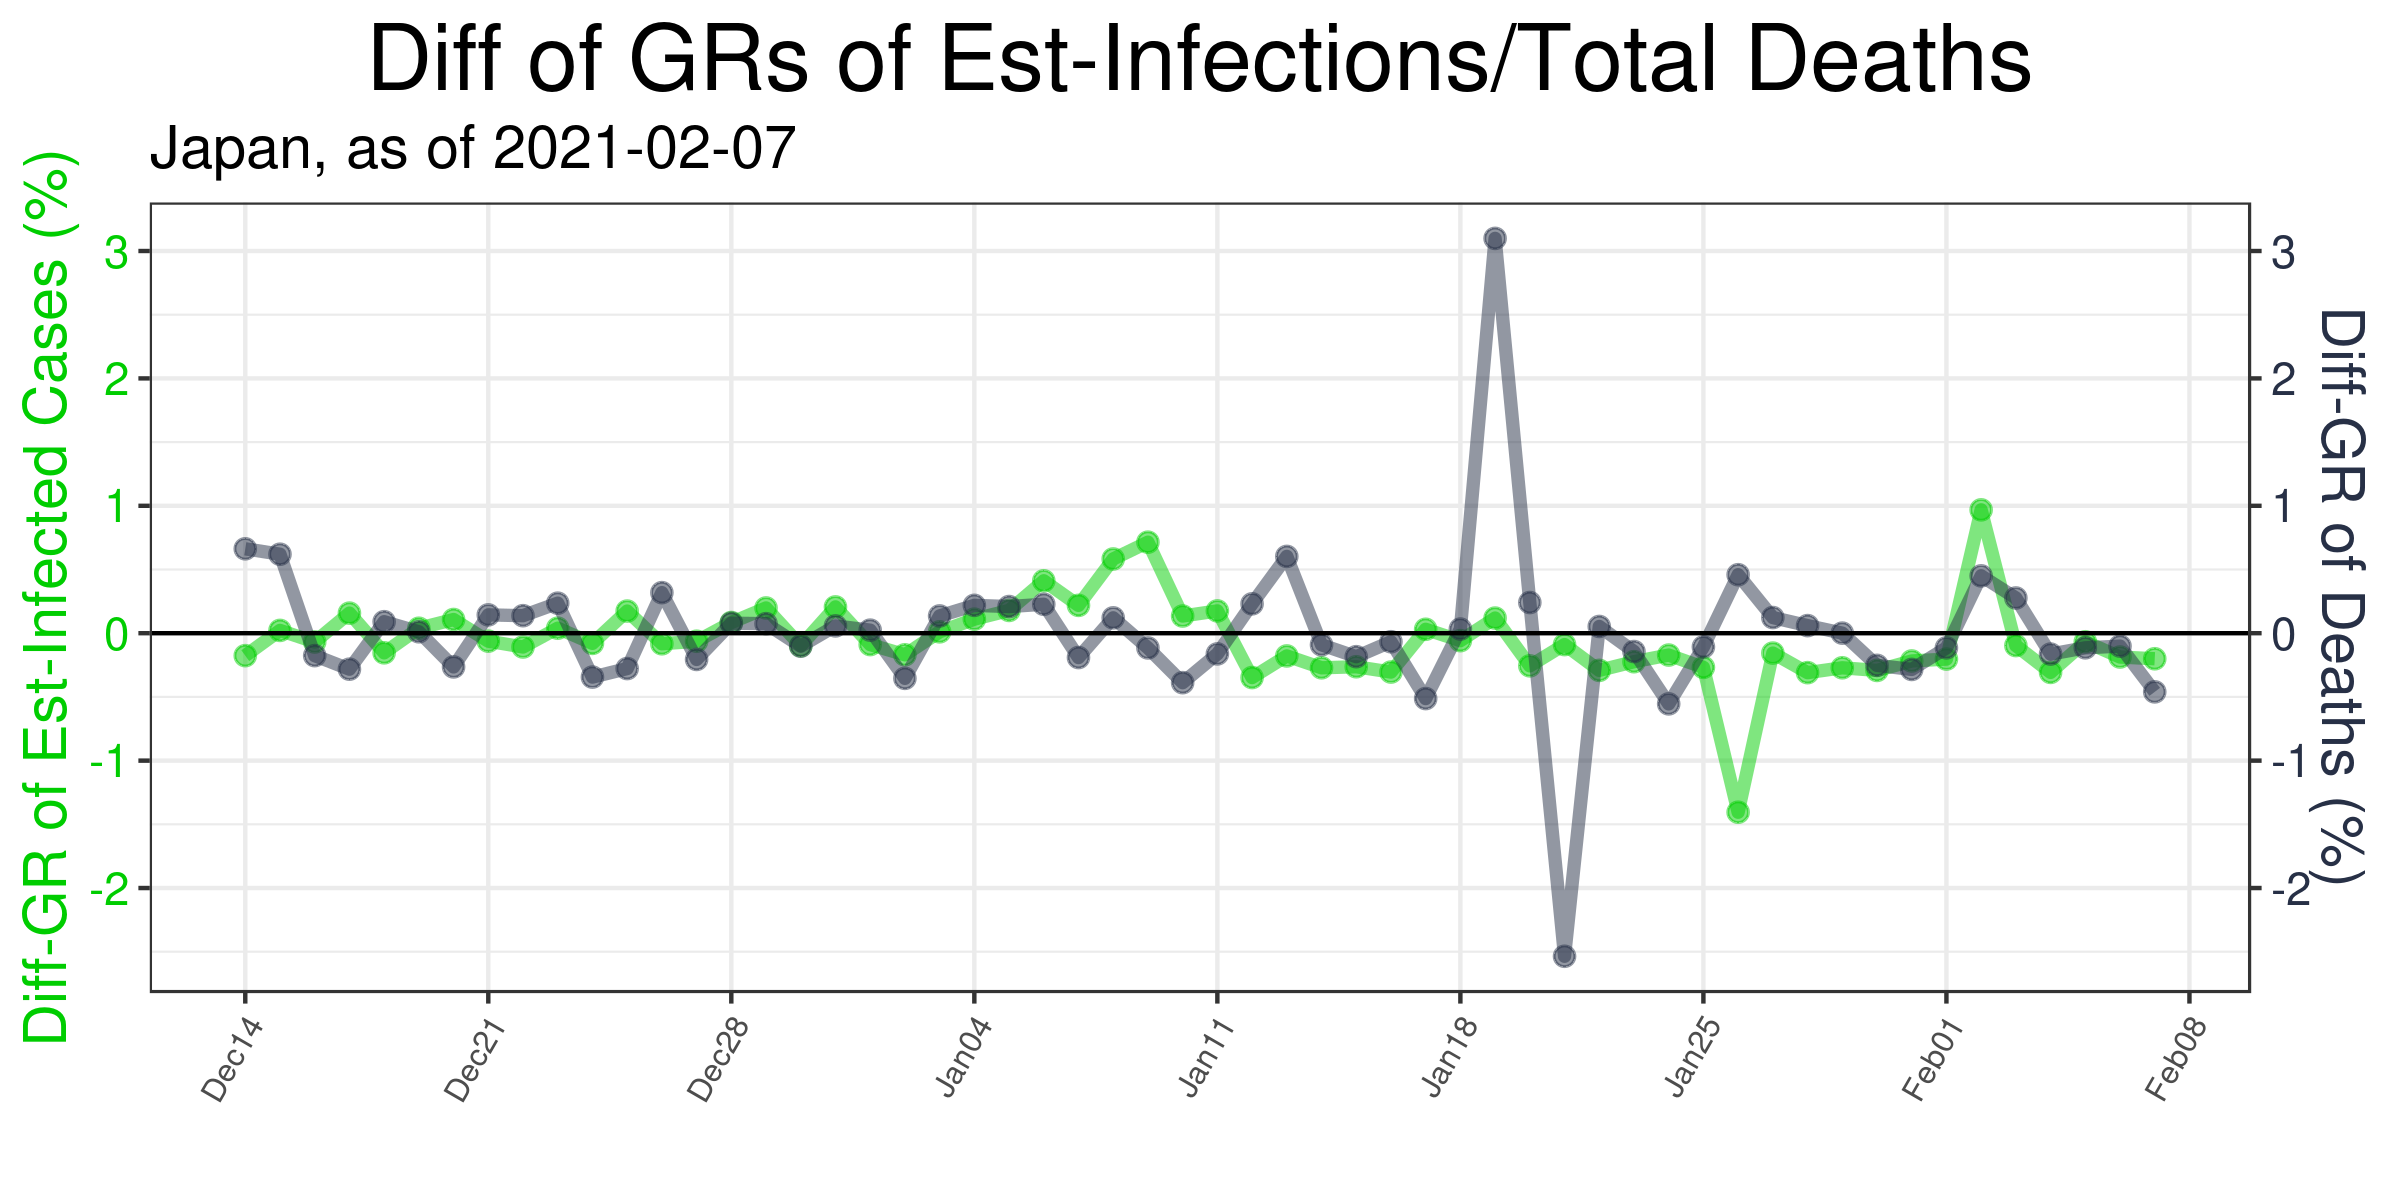 Diff of GRs of Est-Infections/Total Deaths
Japan, as of 2021-02-07
Diff-GR of Est-Infected Cases (%)
3
2
1
0
-1
-2
3
2
1
0
-1
-2
Diff-GR of Deaths (%)
Dec14
Dec21
Dec28
Jan04
Jan11
Jan18
Jan25
Feb01
Feb08